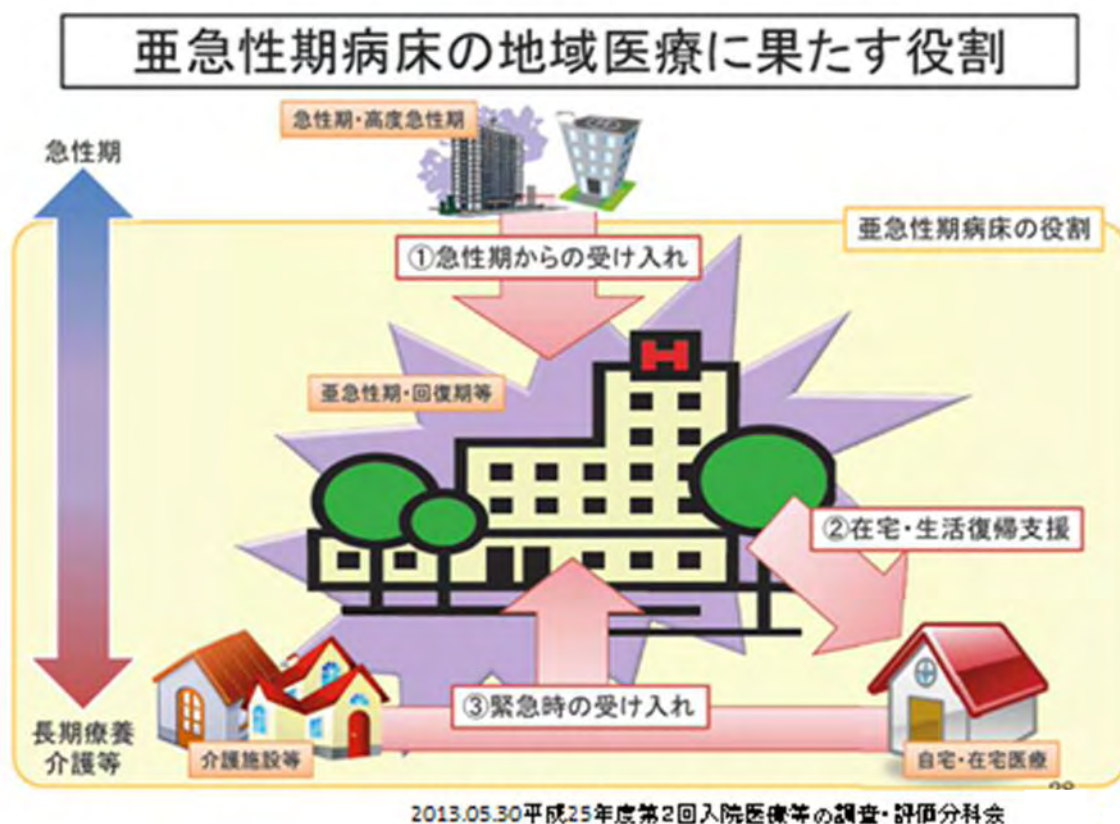 亜急性期病床の地域医療に果たす役割
急性期・高度急性期
急性期
亜急性期病床の役割
①急性期からの受け入れ
亜急性期・回復期等
H
②在宅・生活復帰支援
③緊急時の受け入れ
長期療養
介護等
介護施設等
自宅・在宅医療
2013.05.30平成25年度第2回入院医療等の調査・評価分科会